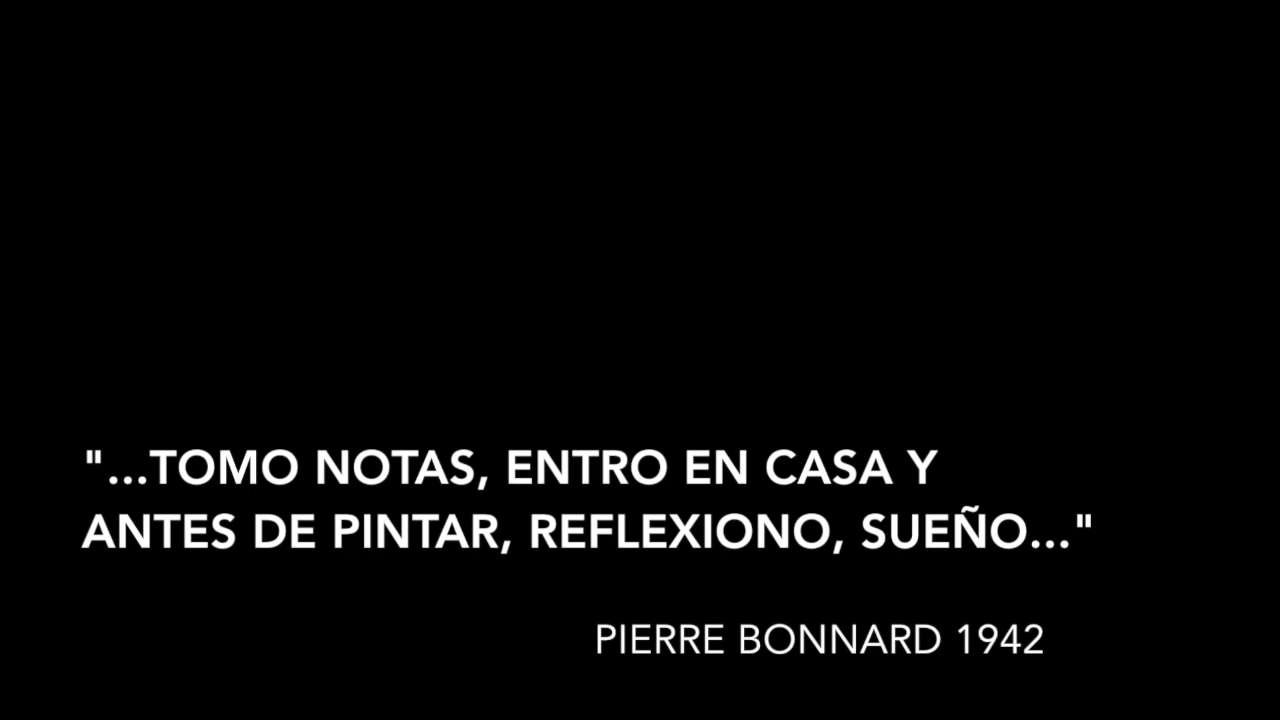 "...TOMO NOTAS, ENTRO EN CASA Y
ANTES DE PINTAR, REFLEXIONO, SUEÑO..."
PIERRE BONNARD 1942